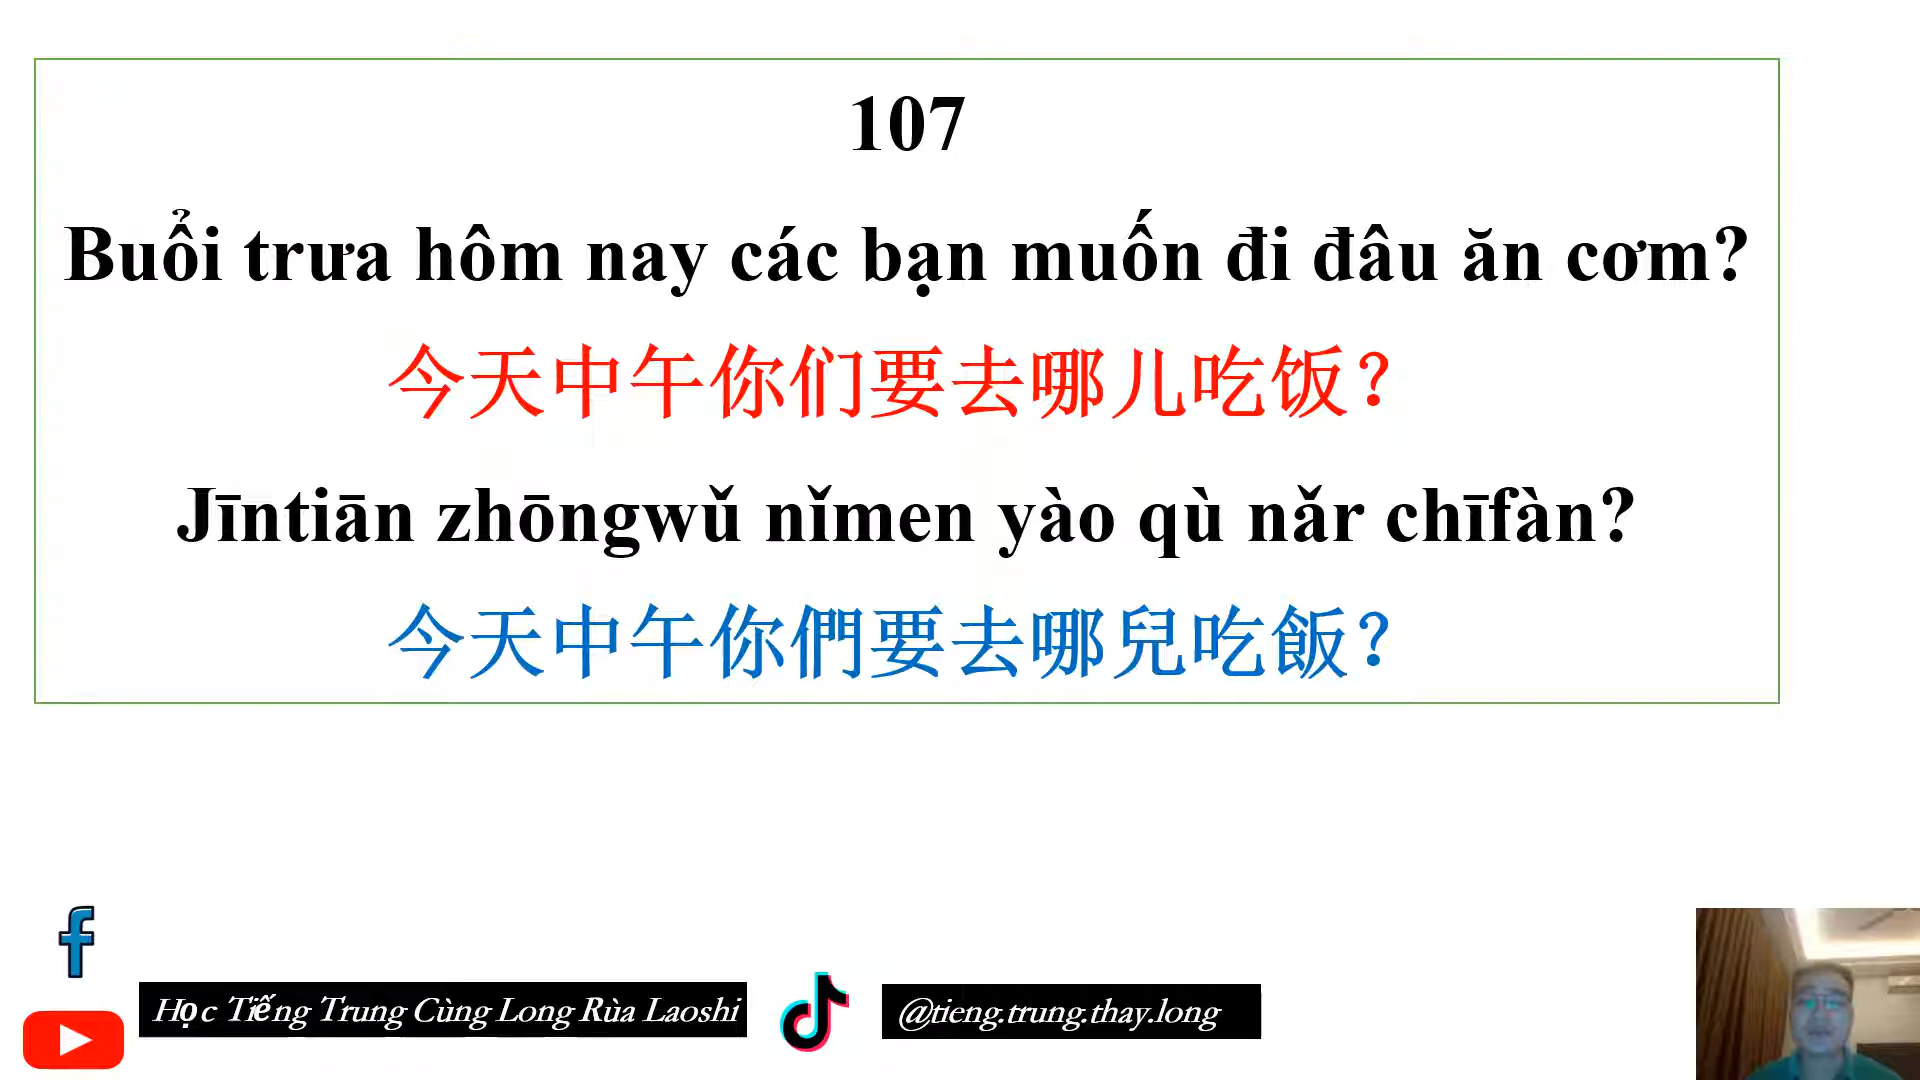 107
Buổi trưa hôm nay các bạn muốn đi đâu ăn cơm?
今天中午你们要去哪儿吃饭?
Jīntiān zhōngwǔ nǐmen yào qù nǎr chīfàn?
今天中午你們要去哪兒吃飯?
Học Tiếng Trung Cùng Long Rùa Laoshi
@tieng.trung.thay.long